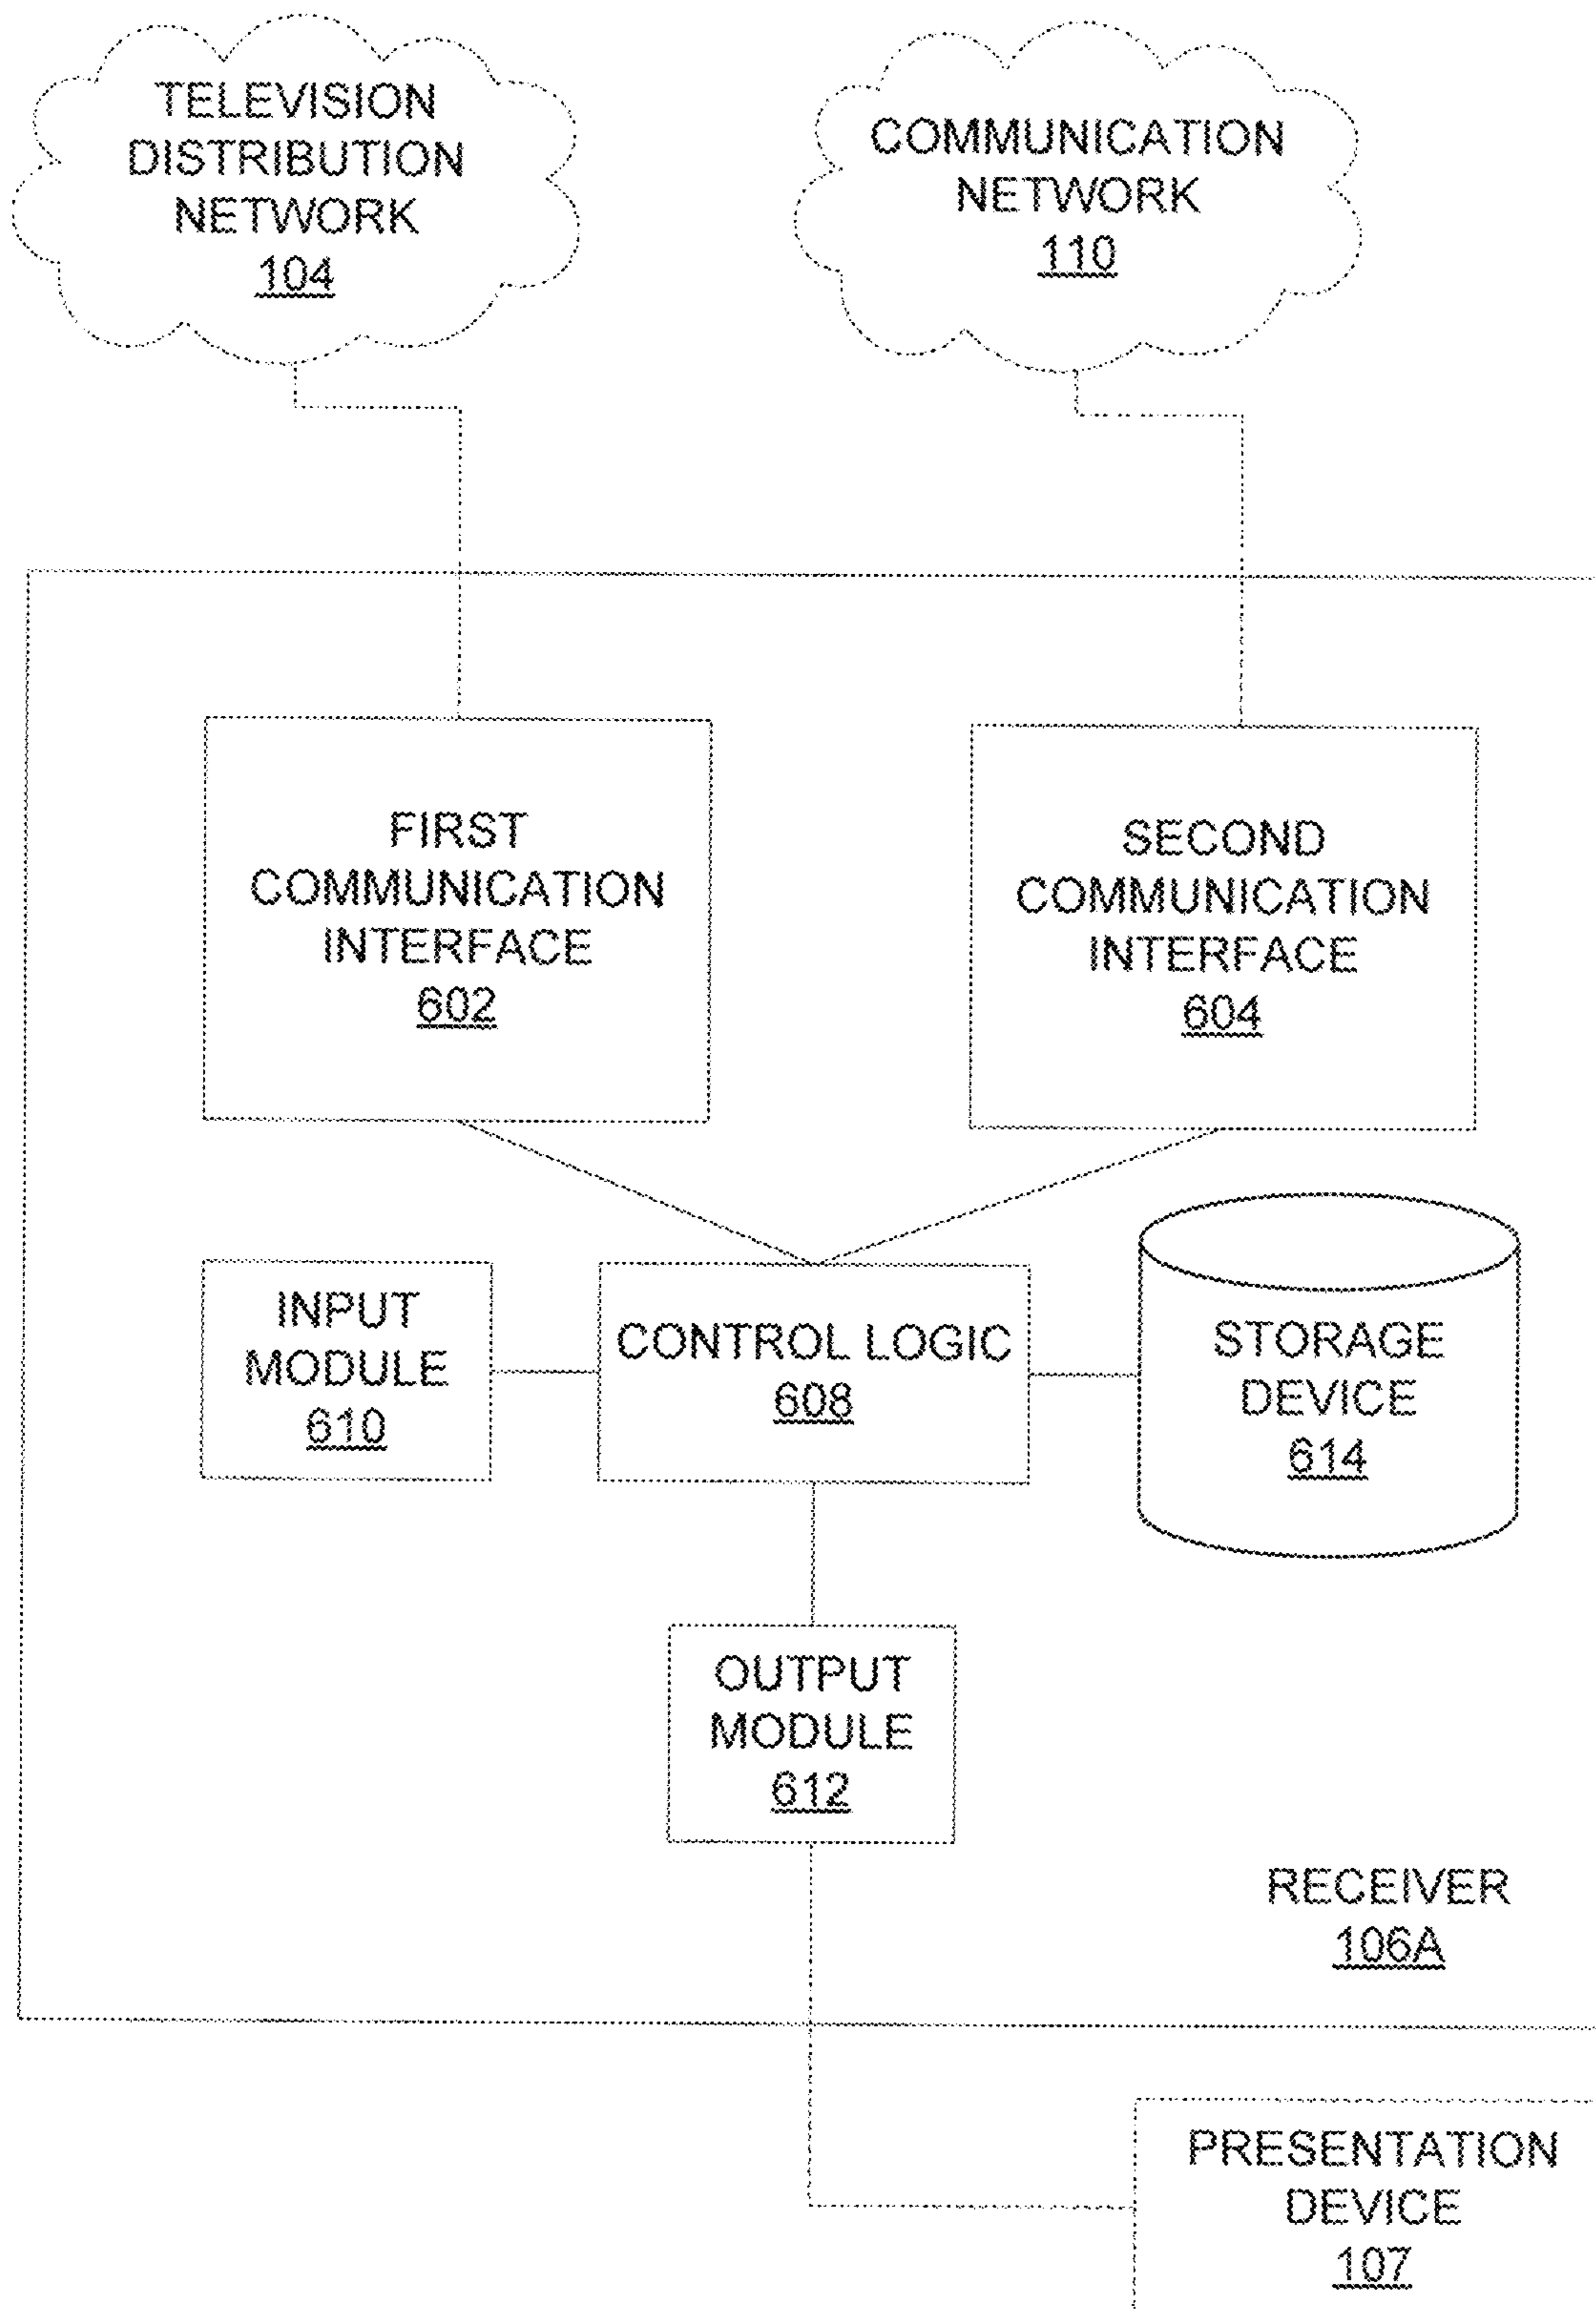 TELEVISION
DISTRIBUTION
NETWORK
104
COMMUNICATION
NETWORK
110
FIRST
COMMUNICATION
INTERFACE
602
SECOND
COMMUNICATION
INTERFACE
604
INPUT
MODULE
610
CONTROL LOGIC
608
STORAGE
DEVICE
614
OUTPUT
MODULE
612
RECEIVER
106A
PRESENTATION
DEVICE
107